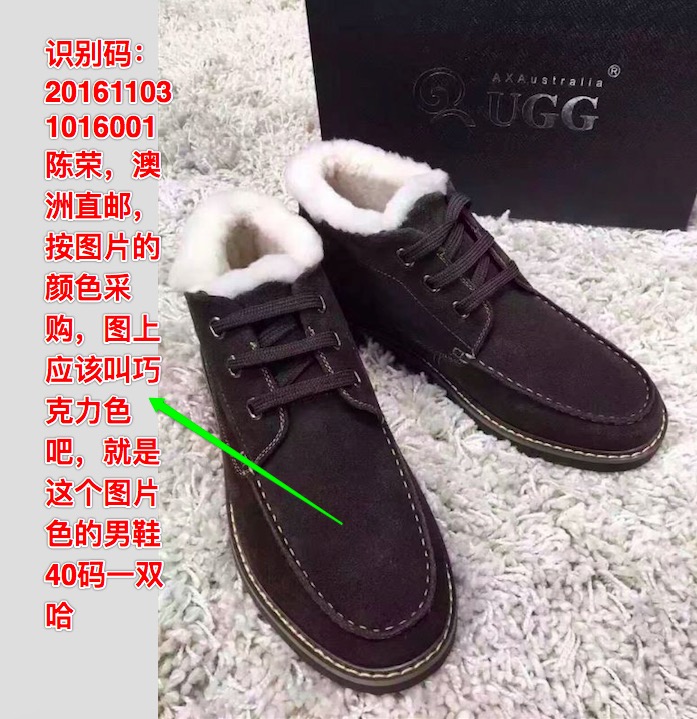 识别码：
20161103
1016001
陈荣，澳
洲直邮，
按图片的
颜色采
购，图上
应该叫巧
克力色
吧，就是
这个图片
色的男鞋
40码一双
哈
AXAustralia®
UGG